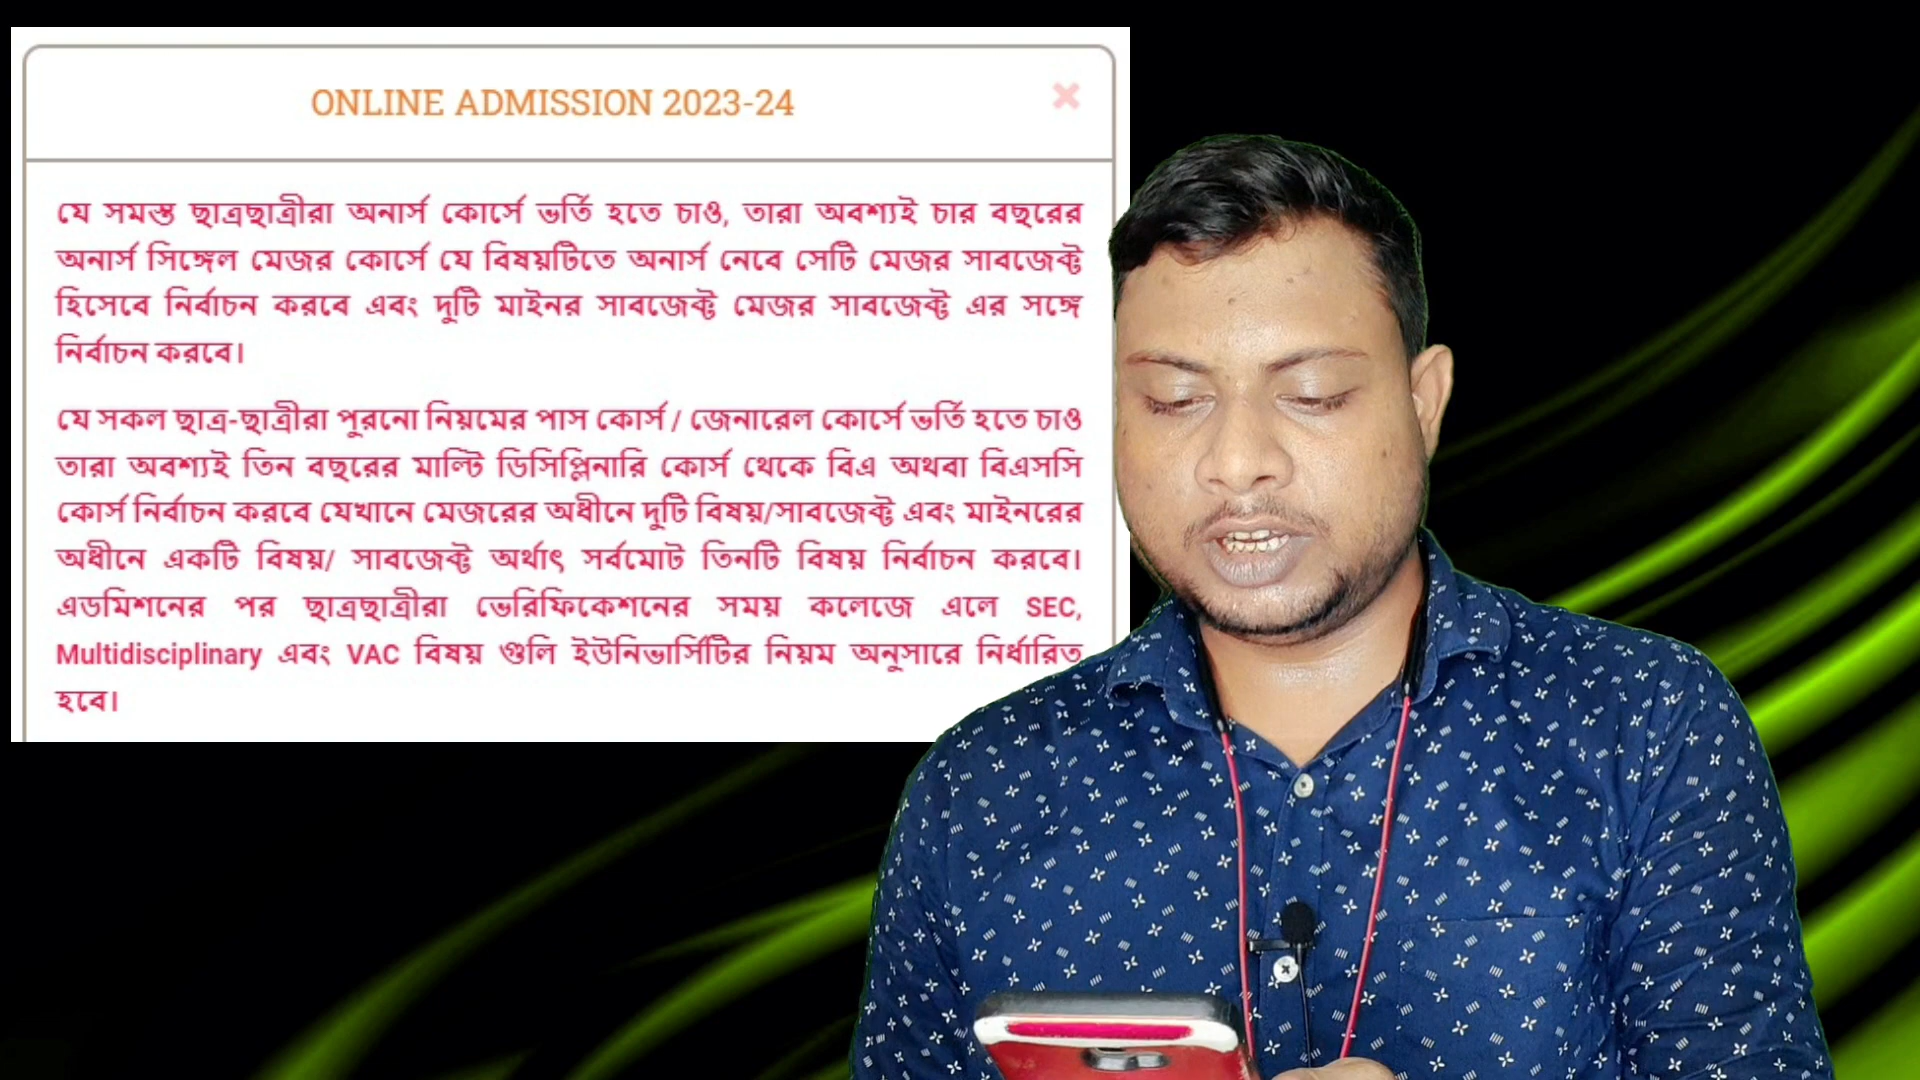 ONLINE ADMISSION 2023-24
যে সমস্ত ছাত্রছাত্রীরা অনার্স কোর্সে ভর্তি হতে চাও, তারা অবশ্যই চার বছরের
অনার্স সিঙ্গেল মেজর কোর্সে যে বিষয়টিতে অনার্স নেবে সেটি মেজর সাবজেক্ট
হিসেবে নির্বাচন করবে এবং দুটি মাইনর সাবজেক্ট মেজর সাবজেক্ট এর সঙ্গে
নির্বাচন করবে।
যে সকল ছাত্র-ছাত্রীরা পুরনো নিয়মের পাস কোর্স / জেনারেল কোর্সে ভর্তি হতে চাও
তারা অবশ্যই তিন বছরের মাল্টি ডিসিপ্লিনারি কোর্স থেকে বিএ অথবা বিএসসি
কোর্স নির্বাচন করবে যেখানে মেজরের অধীনে দুটি বিষয়/সাবজেক্ট এবং মাইনরের
অধীনে একটি বিষয়/ সাবজেক্ট অর্থাৎ সর্বমোট তিনটি বিষয় নির্বাচন করবে।
এডমিশনের পর ছাত্রছাত্রীরা ভেরিফিকেশনের সময় কলেজে এলে SEC,
Multidisciplinary এবং VAC বিষয় গুলি ইউনিভার্সিটির নিয়ম অনুসারে নির্ধারিত
হবে।